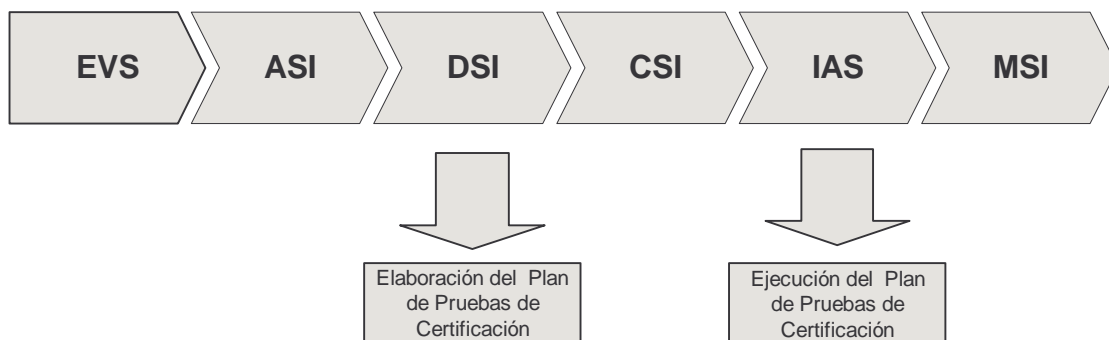 EVS ASI DSI CSI IAS MSI
Elaboración del Plan
de Pruebas de
Certificación
Ejecución del Plan
de Pruebas de
Certificación